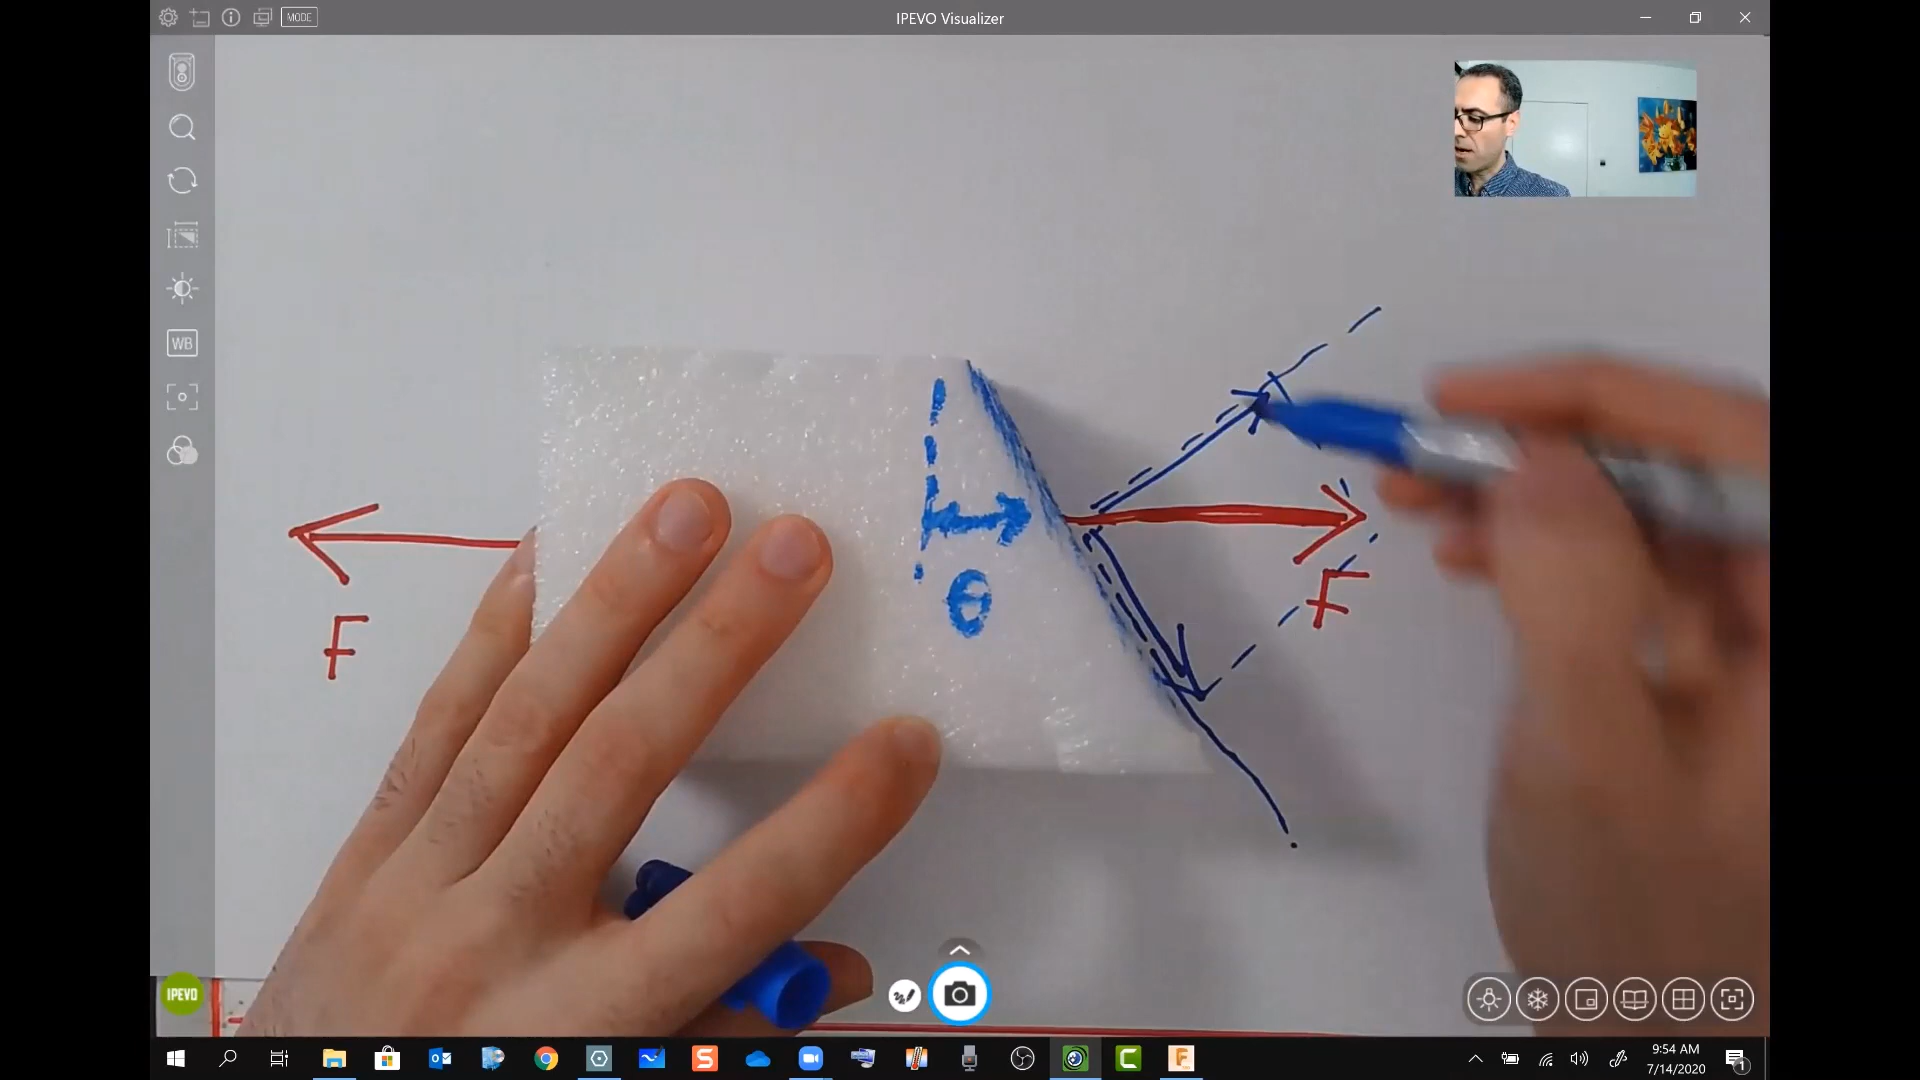 MODE
IPEVO Visualizer
WB
F
θ
F
IPEVO
9:54 AM
7/14/2020